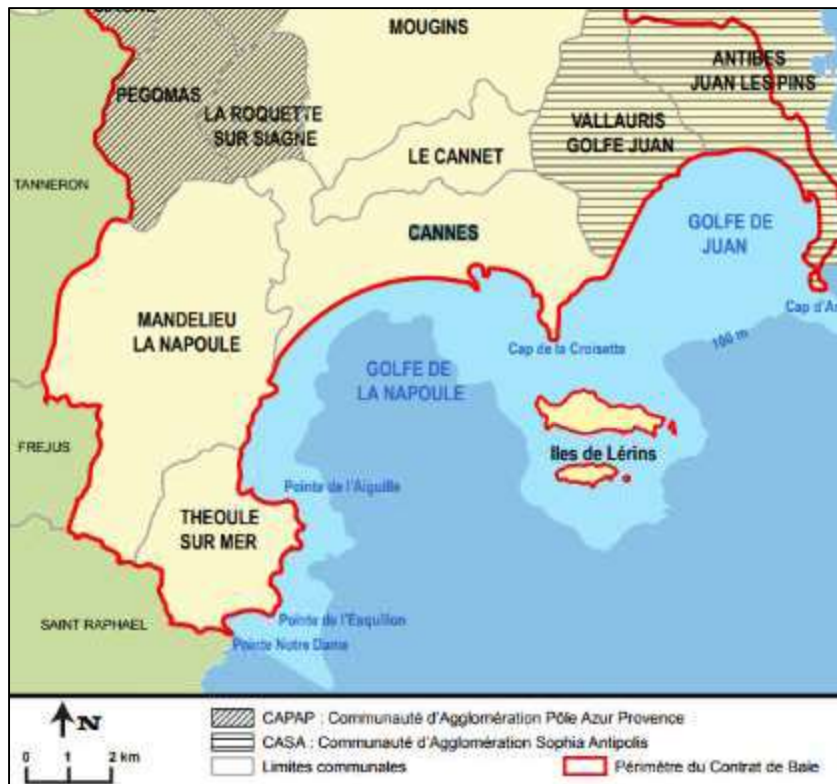 MOUGINS
ANTIBES
JUAN LES PINS
PEGOMAS
LA ROQUETTE
SUR SIAGNE
VALLAURIS
GOLFE JUAN
LE CANNET
TANNERON
GOLFE DE
JUAN
CANNES
Cap d'A
MANDELIEU
LA NAPOULE
100 m
Cap de la Croisette
GOLFE DE
LA NAPOULE
FREJUS
Iles de Lérins
Pointe de l'Aiguille
THEOULE
SUR MER
Pointe de l'Esquillon
SAINT RAPHAEL
Pointe Notre Dame
N
CAPAP : Communauté d'Agglomération Pôle Azur Provence
CASA : Communauté d'Agglomération Sophia Antipolis
0 1 2 km
Limites communales
Périmètre du Contrat de Baie